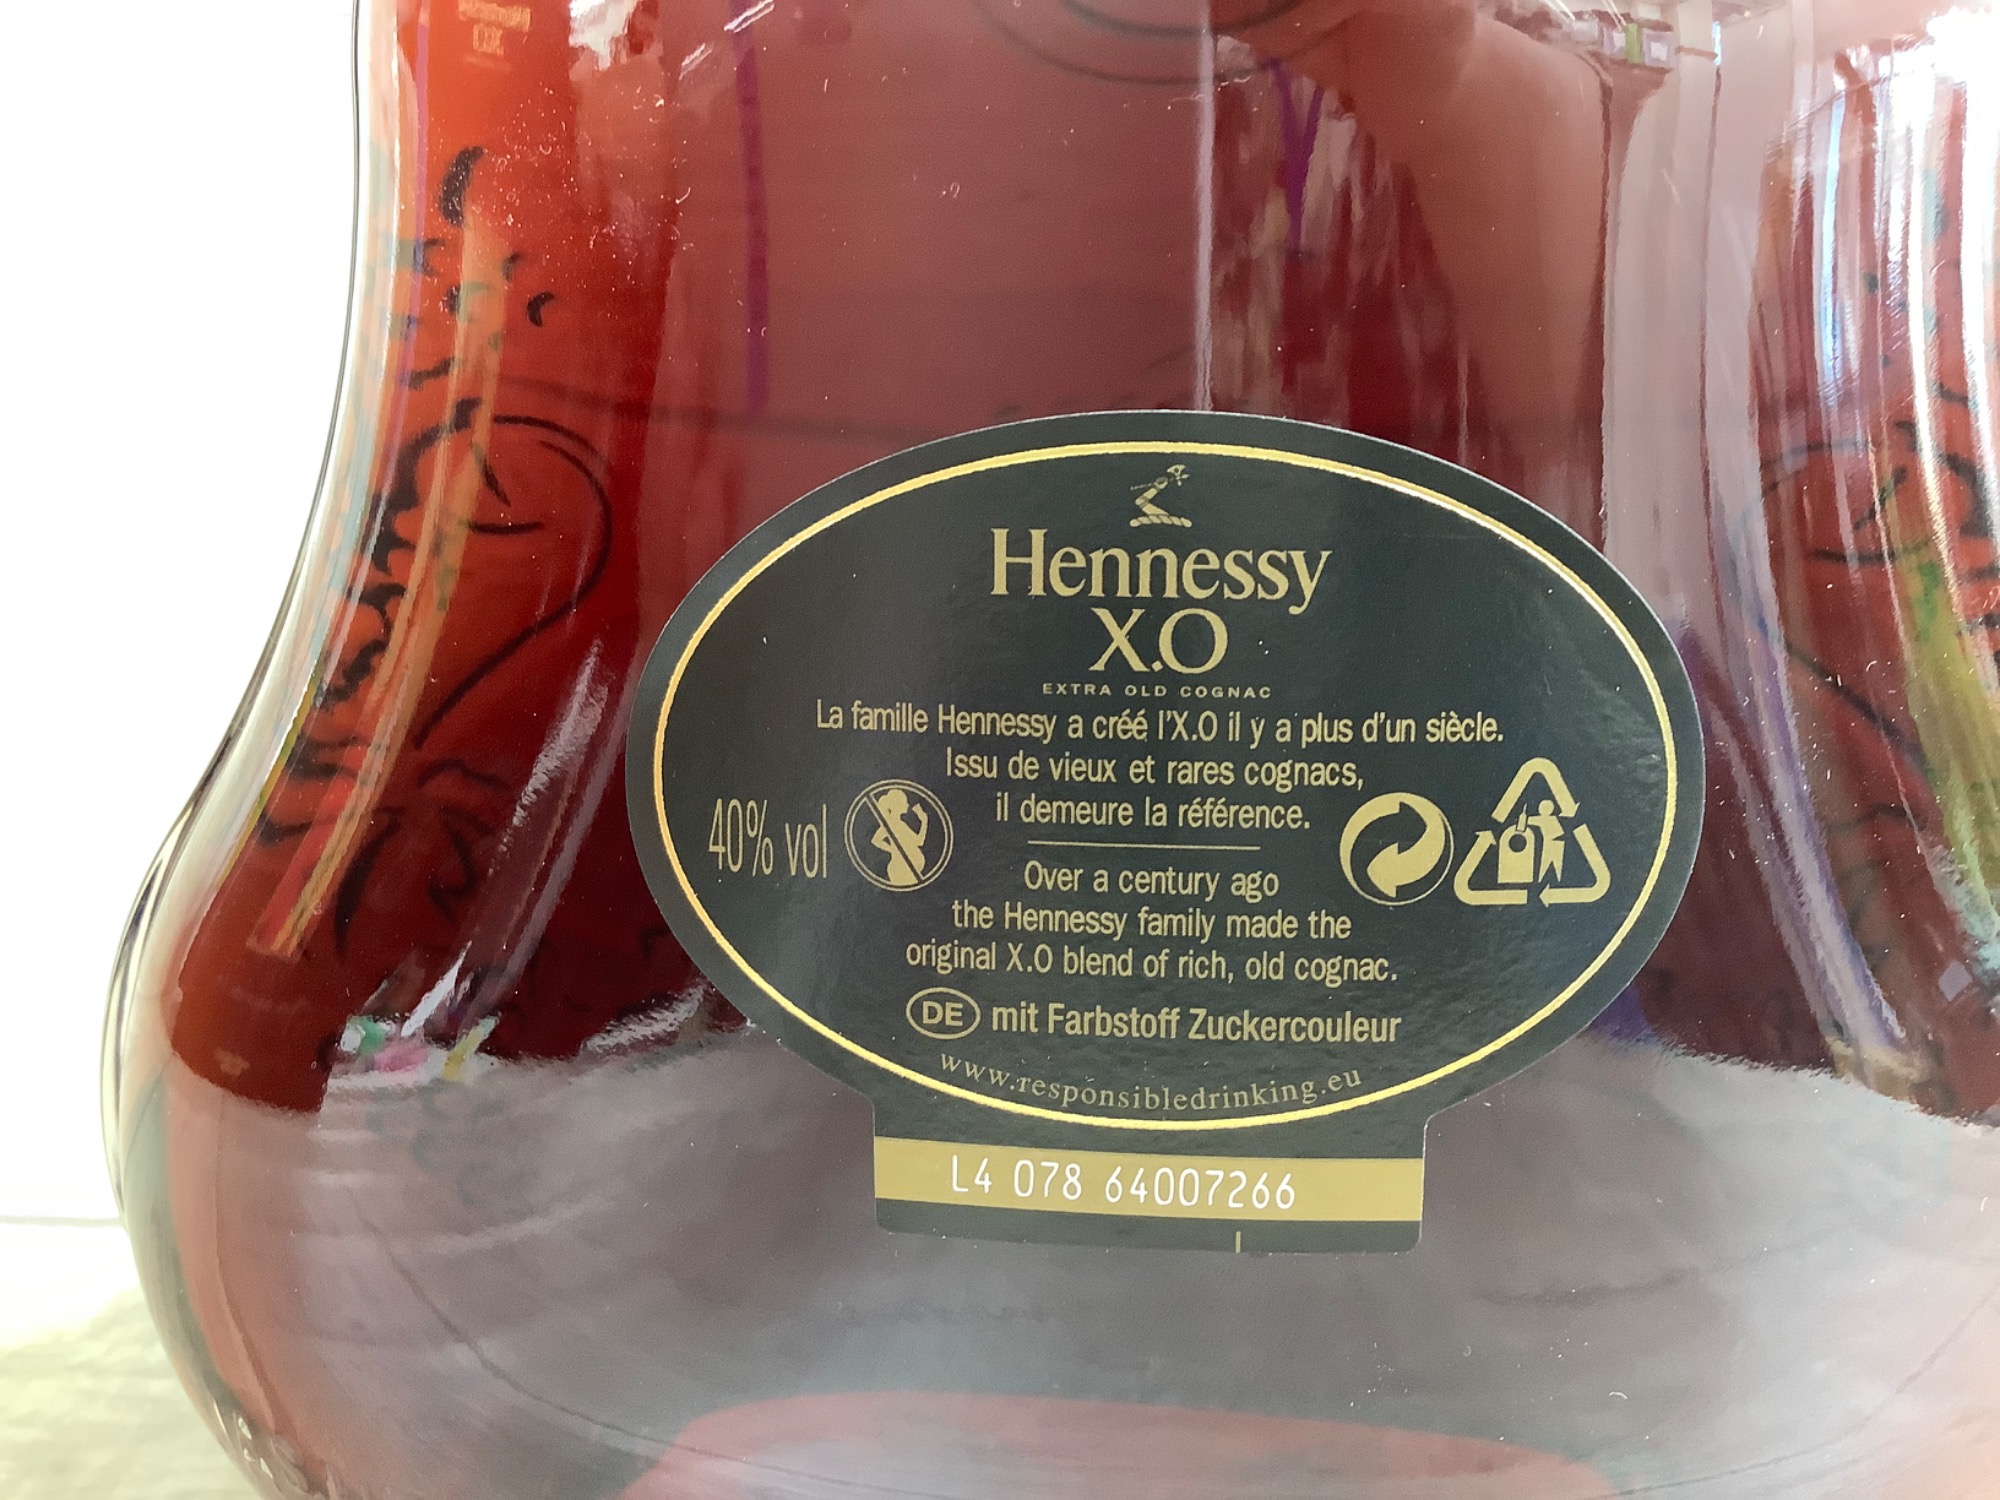 Hennessy
X.O
EXTRA OLD COGNAC
La famille Hennessy a créé l'X.O il y a plus d'un siècle.
Issu de vieux et rares cognacs,
il demeure la référence.
40% vol
Over a century ago
the Hennessy family made the
original X.O blend of rich, old cognac.
DE mit Farbstoff Zuckercouleur
www.responsibledrinking.eu
L4 078 64007266